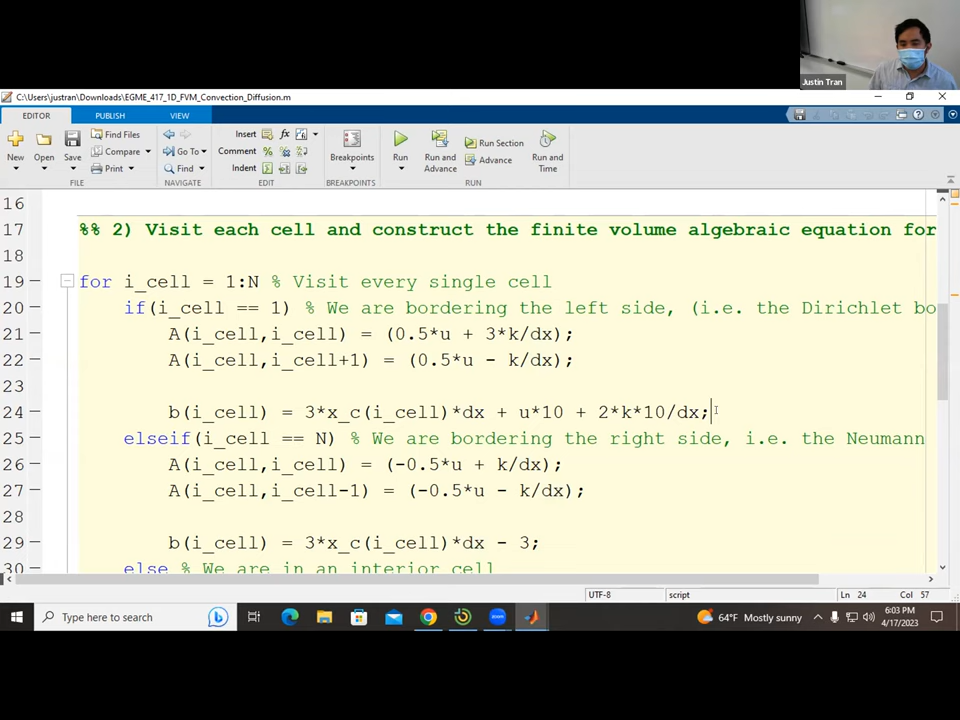 Justin Tran
C:\Users\justran\Downloads\EGME_417_1D_FVM_Convection_Diffusion.m
EDITOR PUBLISH VIEW
New Open Save Find Files Compare Print
Go To Find
Insert fx
Comment %
Indent
Breakpoints
Run Run and Advance Run Section Advance Run and Time
FILE NAVIGATE EDIT BREAKPOINTS RUN
16
17 %% 2) Visit each cell and construct the finite volume algebraic equation for
18
19 for i_cell = 1:N % Visit every single cell
20 if(i_cell == 1) % We are bordering the left side, (i.e. the Dirichlet bo
21 A(i_cell,i_cell) = (0.5*u + 3*k/dx);
22 A(i_cell,i_cell+1) = (0.5*u - k/dx);
23
24 b(i_cell) = 3*x_c(i_cell)*dx + u*10 + 2*k*10/dx;
25 elseif(i_cell == N) % We are bordering the right side, i.e. the Neumann
26 A(i_cell,i_cell) = (-0.5*u + k/dx);
27 A(i_cell,i_cell-1) = (-0.5*u - k/dx);
28
29 b(i_cell) = 3*x_c(i_cell)*dx - 3;
30 else % We are in an interior cell
UTF-8 script Ln 24 Col 57
Type here to search
64°F Mostly sunny
6:03 PM
4/17/2023